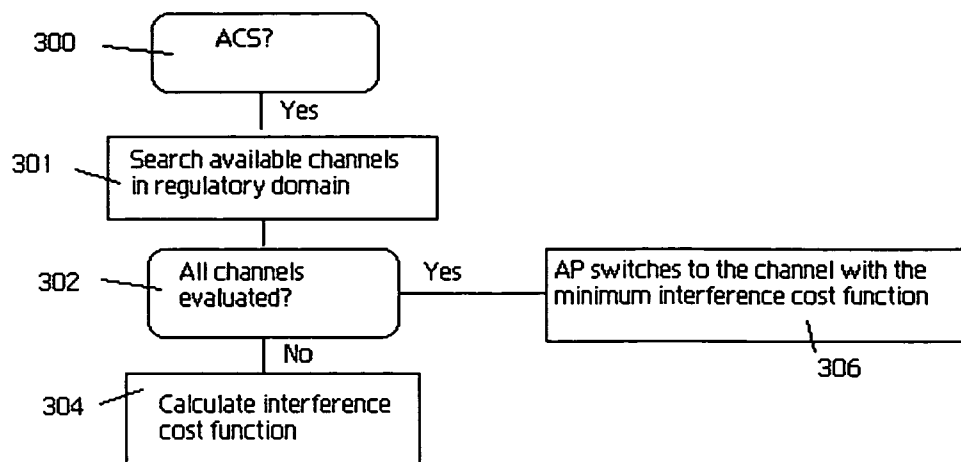 300
ACS?
Yes
301
Search available channels
in regulatory domain
302
All channels
evaluated?
Yes
AP switches to the channel with the
minimum interference cost function
306
No
304
Calculate interference
cost function